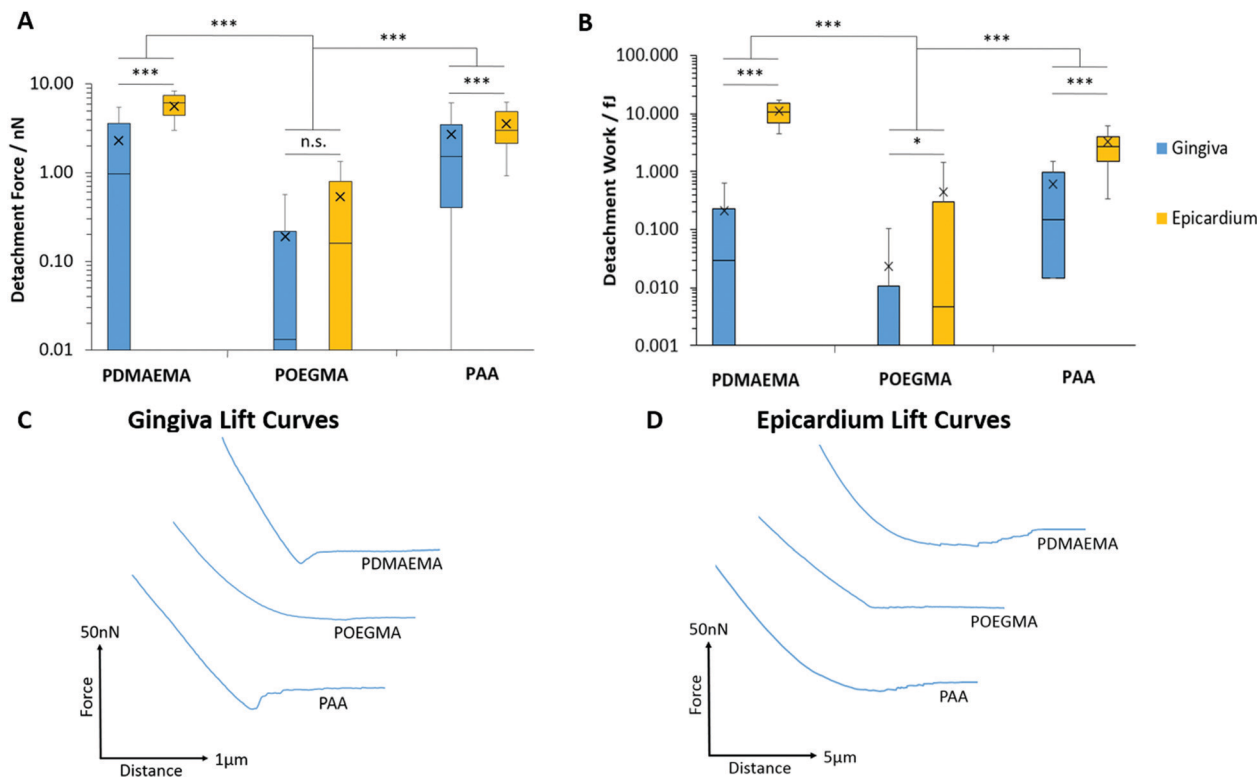 A
***
***
***
***
n.s.
10.00
1.00
0.10
0.01
Detachment Force / nN
PDMAEMA
POEGMA
PAA
B
***
***
***
***
*
100.000
10.000
1.000
0.100
0.010
0.001
Detachment Work / fJ
PDMAEMA
POEGMA
PAA
Gingiva
Epicardium
C
Gingiva Lift Curves
PDMAEMA
POEGMA
PAA
50nN
Force
Distance
1μm
D
Epicardium Lift Curves
PDMAEMA
POEGMA
PAA
50nN
Force
Distance
5μm